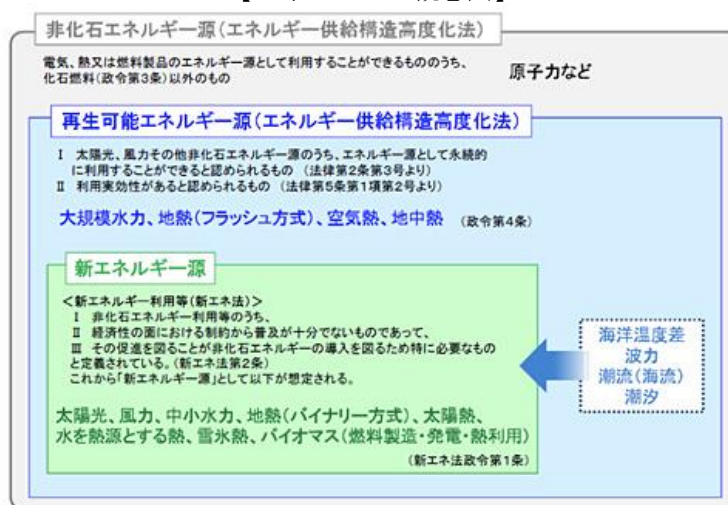 非化石エネルギー源(エネルギー供給構造高度化法)
電気、熱又は燃料製品のエネルギー源として利用することができるもののうち、
化石燃料(政令第3条)以外のもの
原子力など
再生可能エネルギー源(エネルギー供給構造高度化法)
Ⅰ 太陽光、風力その他非化石エネルギー源のうち、エネルギー源として永続的
に利用することができると認められるもの (法律第2条第3号より)
Ⅱ 利用実効性があると認められるもの (法律第5条第1項第2号より)
大規模水力、地熱(フラッシュ方式)、空気熱、地中熱 (政令第4条)
新エネルギー源
<新エネルギー利用等(新エネ法)>
Ⅰ 非化石エネルギー利用等のうち、
Ⅱ 経済性の面における制約から普及が十分でないものであって、
Ⅲ その促進を図ることが非化石エネルギーの導入を図るため特に必要なもの
と定義されている。(新エネ法第2条)
これから「新エネルギー源」として以下が想定される。
太陽光、風力、中小水力、地熱(バイナリー方式)、太陽熱、
水を熱源とする熱、雪氷熱、バイオマス(燃料製造・発電・熱利用)
(新エネ法政令第1条)
海洋温度差
波力
潮流(海流)
潮汐